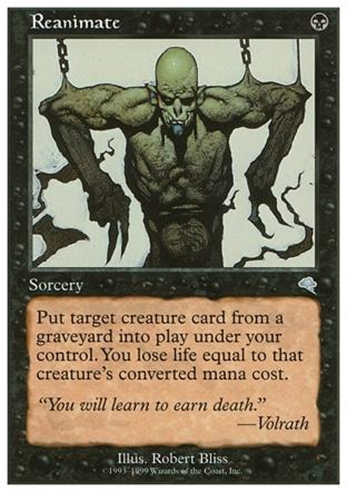 Reanimate
Sorcery
Put target creature card from a
graveyard into play under your
control. You lose life equal to that
creature's converted mana cost.
"You will learn to earn death."
—Volrath
Illus. Robert Bliss
©1993-1999 Wizards of the Coast, Inc.